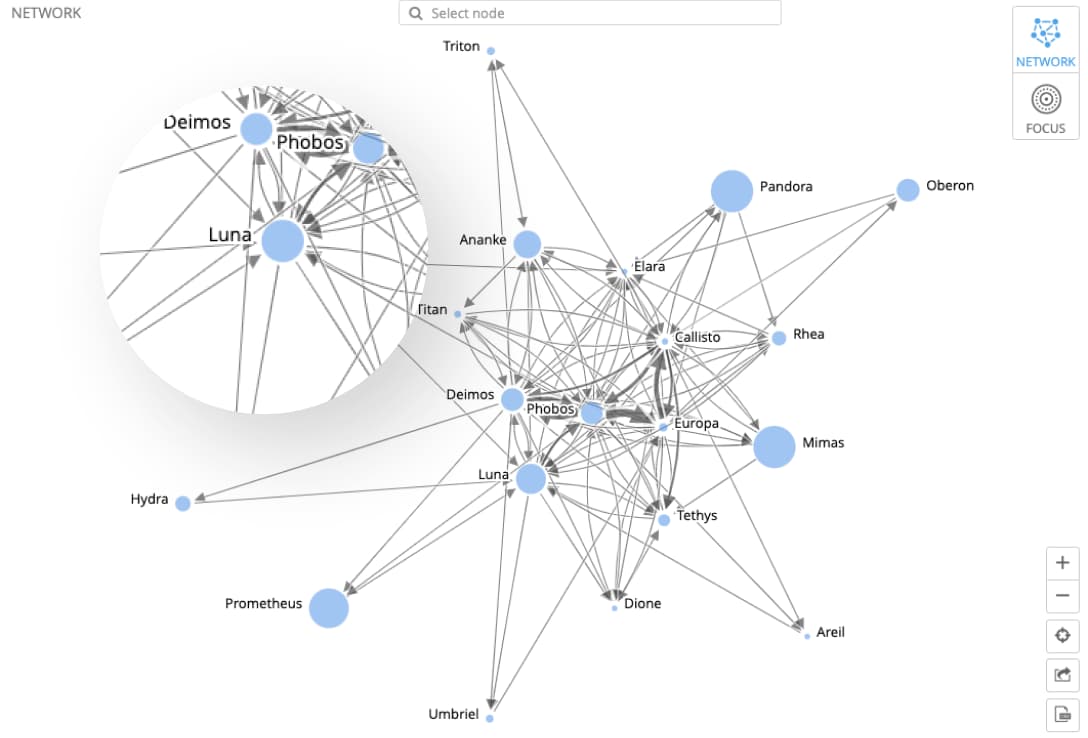 NETWORK
Select node
Triton
NETWORK
FOCUS
Deimos
Phobos
Luna
Pandora
Oberon
Ananke
Elara
Titan
Callisto
Rhea
Deimos
Phobos
Europa
Mimas
Luna
Hydra
Tethys
Prometheus
Dione
Areil
Umbriel